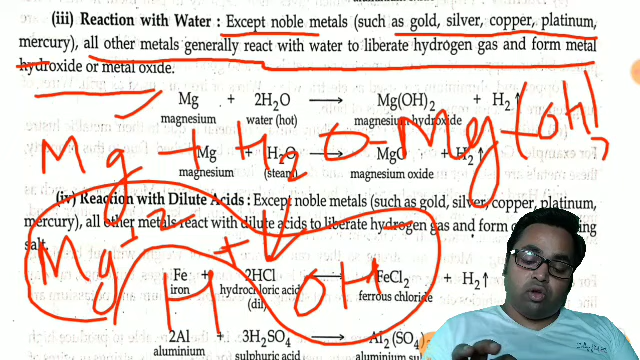 (iii) Reaction with Water : Except noble metals (such as gold, silver, copper, platinum,
mercury), all other metals generally react with water to liberate hydrogen gas and form metal
hydroxide or metal oxide.
Mg + 2H₂O ⟶ Mg(OH)₂ + H₂↑
magnesium water (hot) magnesium hydroxide
Mg + H₂O - Mg(OH)₂
Mg + H₂O ⟶ MgO + H₂↑
magnesium (steam) magnesium oxide
(iv) Reaction with Dilute Acids : Except noble metals (such as gold, silver, copper, platinum,
mercury), all other metals react with dilute acids to liberate hydrogen gas and form
salt.
Mg + H OH
Fe + 2HCl ⟶ FeCl₂ + H₂↑
iron hydrochloric acid ferrous chloride
(dil)
2Al + 3H₂SO₄ ⟶ Al₂(SO₄)
aluminium sulphuric acid aluminium